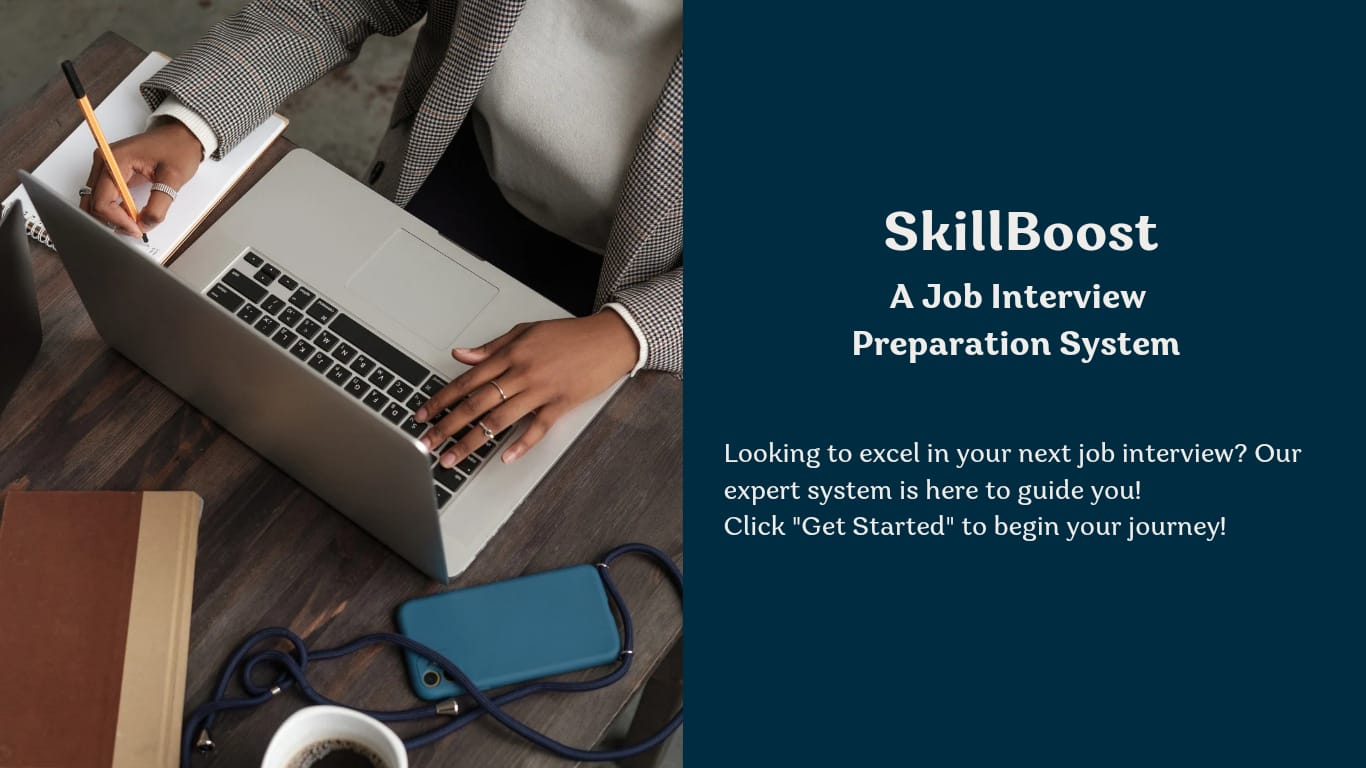 SkillBoost
A Job Interview
Preparation System
Looking to excel in your next job interview? Our
expert system is here to guide you!
Click "Get Started" to begin your journey!